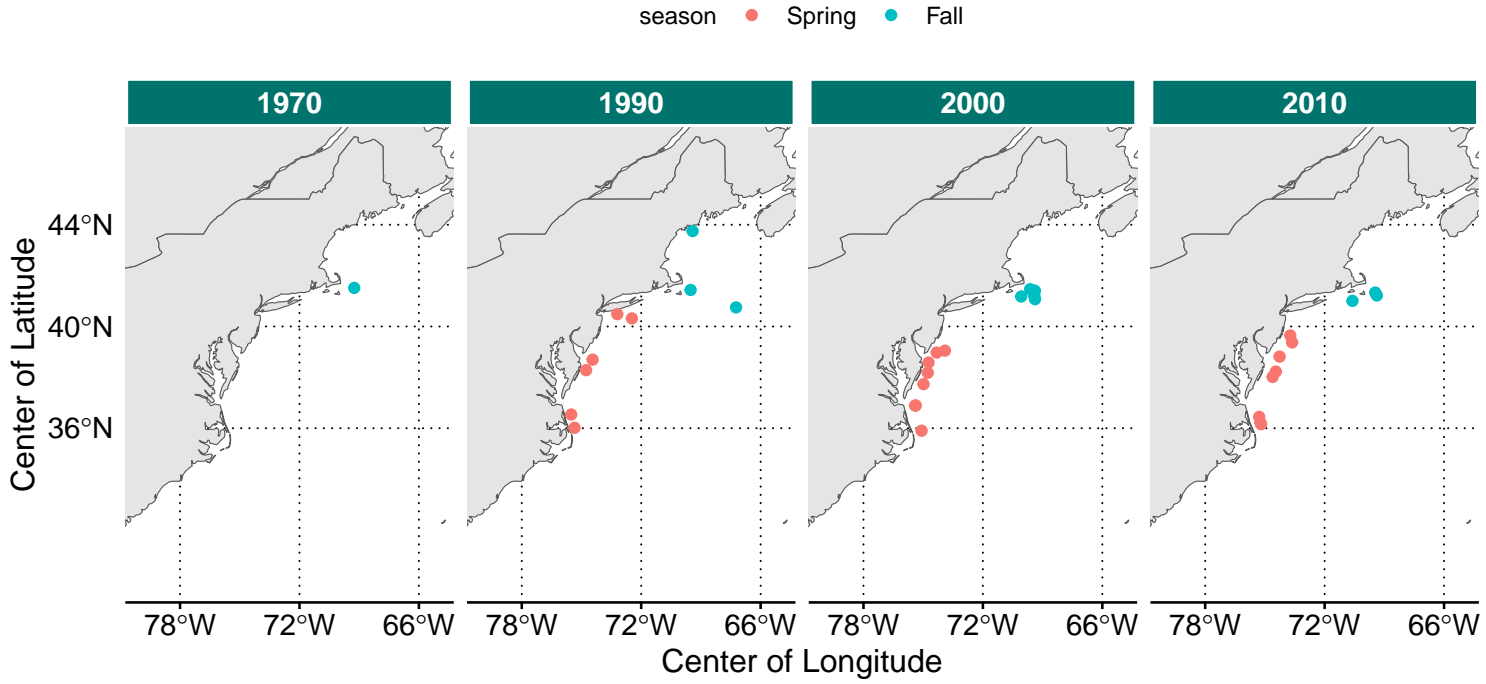 season Spring Fall
1970 1990 2000 2010
44°N
40°N
36°N
Center of Latitude
78°W 72°W 66°W 78°W 72°W 66°W 78°W 72°W 66°W 78°W 72°W 66°W
Center of Longitude